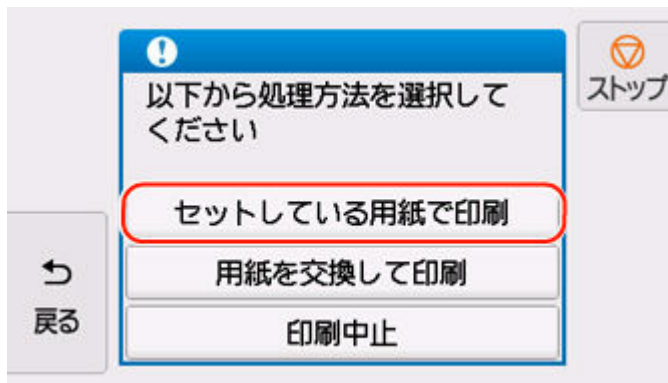 以下から処理方法を選択して
ください
ストップ
セットしている用紙で印刷
用紙を交換して印刷
印刷中止
戻る